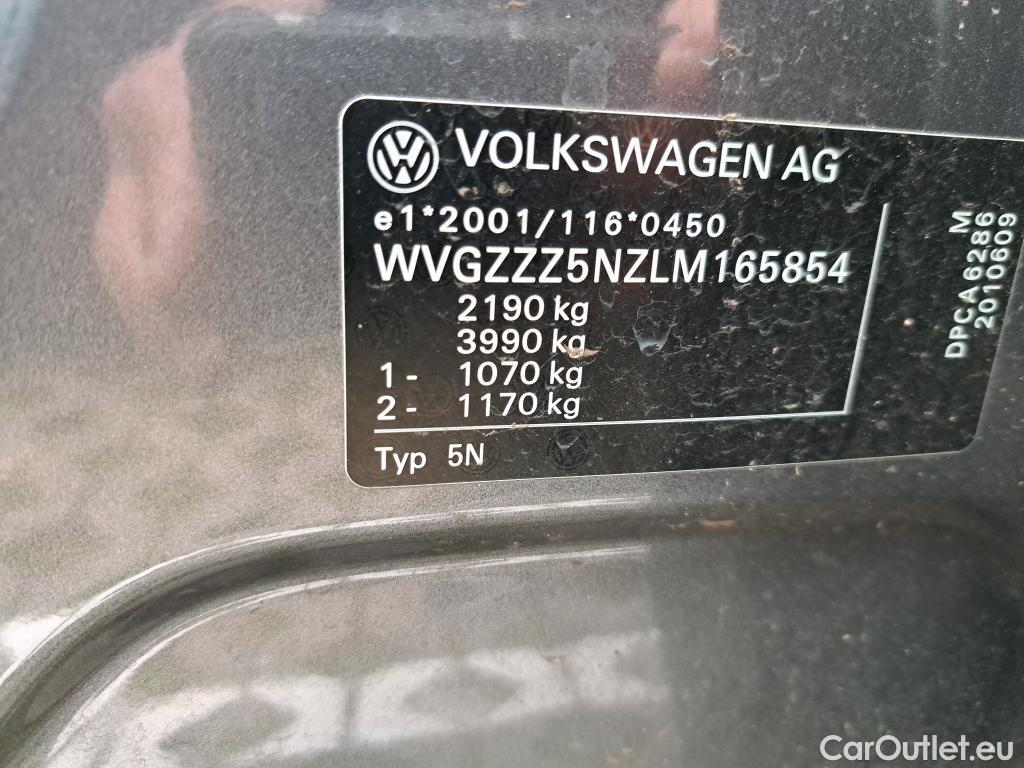 VOLKSWAGEN AG
e1*2001/116*0450
WVGZZZ5NZLM165854
2190 kg
3990 kg
1 - 1070 kg
2 - 1170 kg
Typ 5N
M
DPCA6286
2010609
CarOutlet.eu